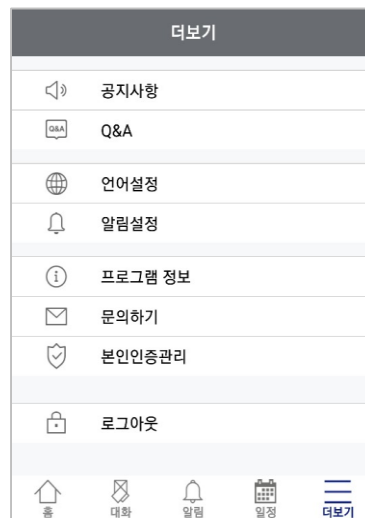 더보기
공지사항
Q&A
Q&A
언어설정
알림설정
프로그램 정보
문의하기
본인인증관리
로그아웃
홈
대화
알림
일정
더보기